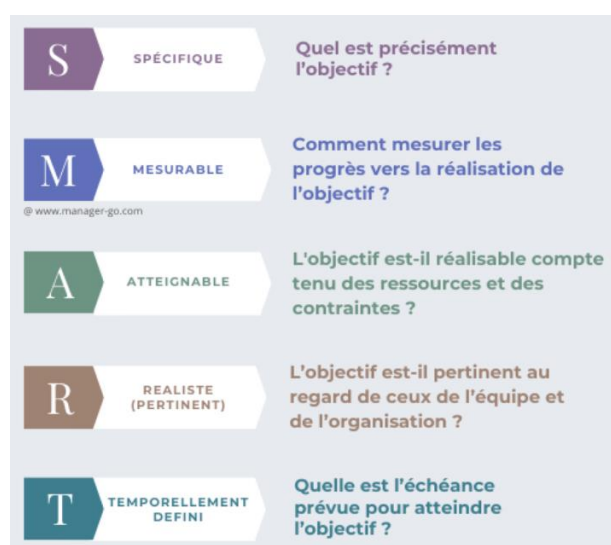 S
SPÉCIFIQUE
Quel est précisément
l'objectif ?
M
MESURABLE
Comment mesurer les
progrès vers la réalisation de
l'objectif ?
@ www.manager-go.com
A
ATTEIGNABLE
L'objectif est-il réalisable compte
tenu des ressources et des
contraintes ?
R
REALISTE
(PERTINENT)
L'objectif est-il pertinent au
regard de ceux de l'équipe et
de l'organisation ?
T
TEMPORELLEMENT
DEFINI
Quelle est l'échéance
prévue pour atteindre
l'objectif ?